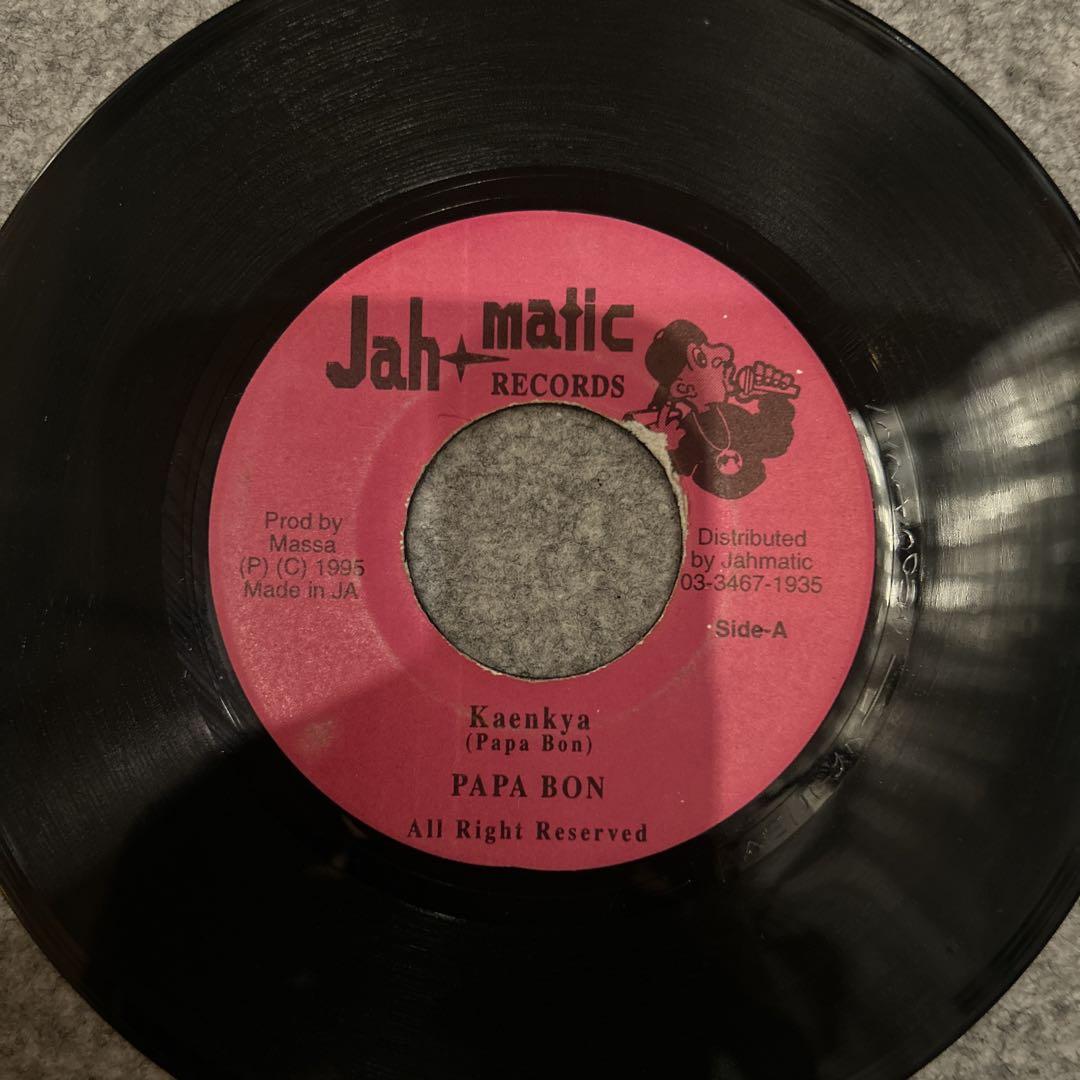 Jah matic
RECORDS
Prod by
Massa
(P) (C) 1995
Made in JA
Distributed
by Jahmatic
03-3467-1935
Side-A
Kaenkya
(Papa Bon)
PAPA BON
All Right Reserved